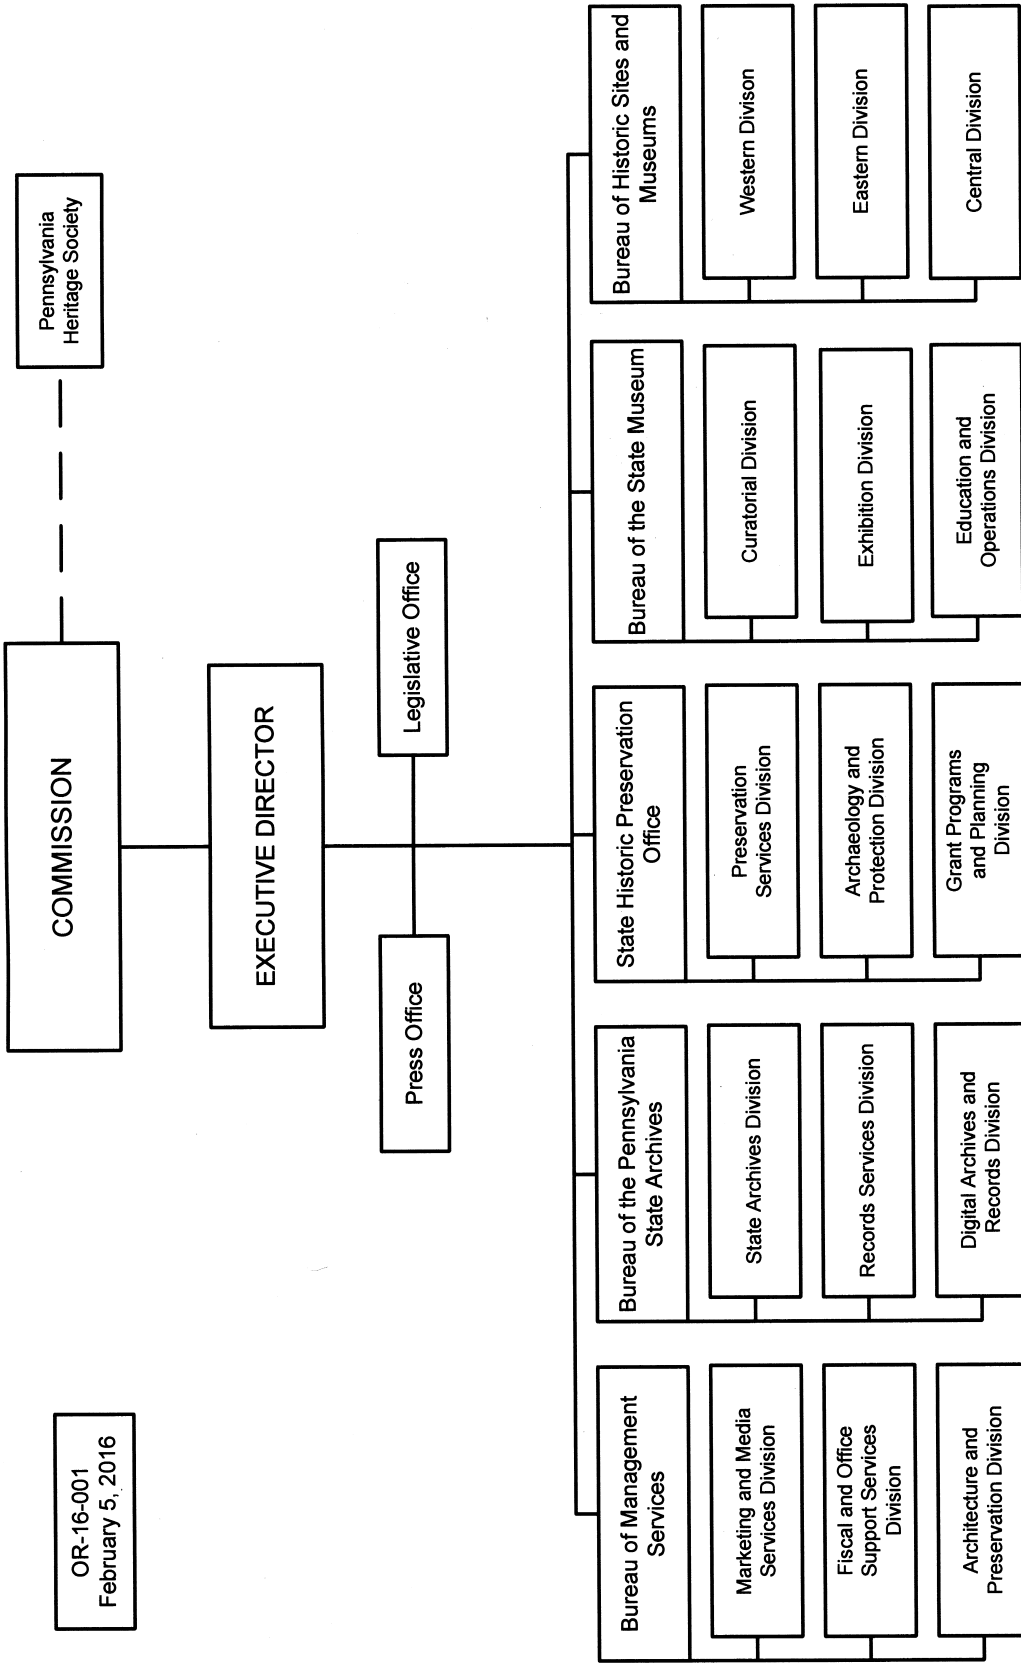 OR-16-001
February 5, 2016
COMMISSION
Pennsylvania
Heritage Society
EXECUTIVE DIRECTOR
Press Office
Legislative Office
Bureau of Management
Services
Marketing and Media
Services Division
Fiscal and Office
Support Services
Division
Architecture and
Preservation Division
Bureau of the Pennsylvania
State Archives
State Archives Division
Records Services Division
Digital Archives and
Records Division
State Historic Preservation
Office
Preservation
Services Division
Archaeology and
Protection Division
Grant Programs
and Planning
Division
Bureau of the State Museum
Curatorial Division
Exhibition Division
Education and
Operations Division
Bureau of Historic Sites and
Museums
Western Divison
Eastern Division
Central Division